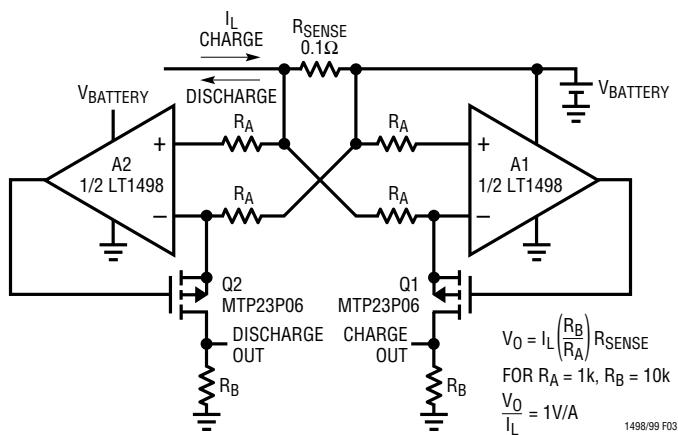 I_L
CHARGE
R_SENSE
0.1Ω
DISCHARGE
V_BATTERY
V_BATTERY
R_A
R_A
+
+
A2
1/2 LT1498
A1
1/2 LT1498
R_A
R_A
–
–
Q2
MTP23P06
Q1
MTP23P06
DISCHARGE
OUT
CHARGE
OUT
R_B
R_B
V_O = I_L (R_B/R_A) R_SENSE
FOR R_A = 1k, R_B = 10k
V_O/I_L = 1V/A
1498/99 F03